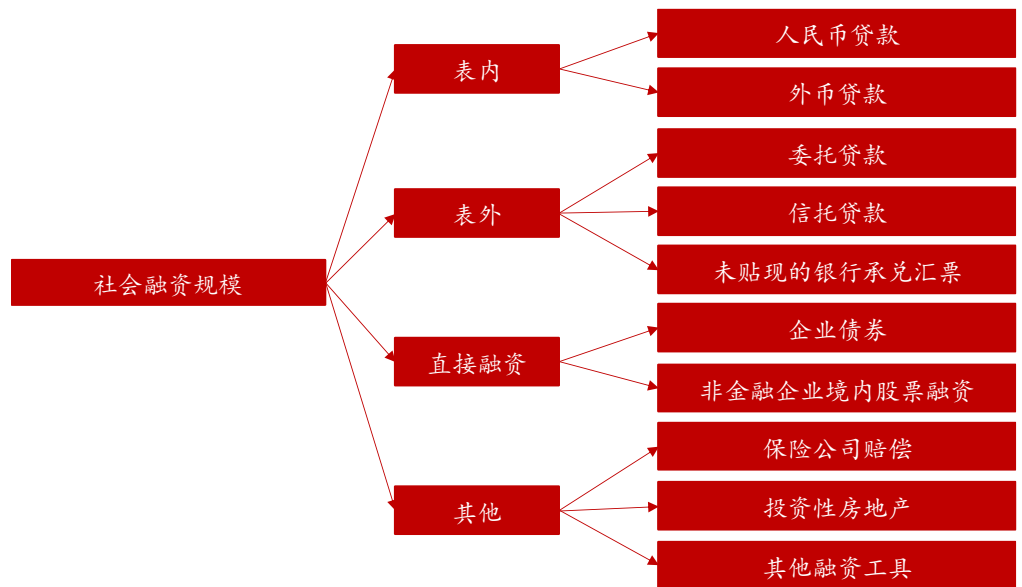 社会融资规模
表内
人民币贷款
外币贷款
表外
委托贷款
信托贷款
未贴现的银行承兑汇票
直接融资
企业债券
非金融企业境内股票融资
其他
保险公司赔偿
投资性房地产
其他融资工具